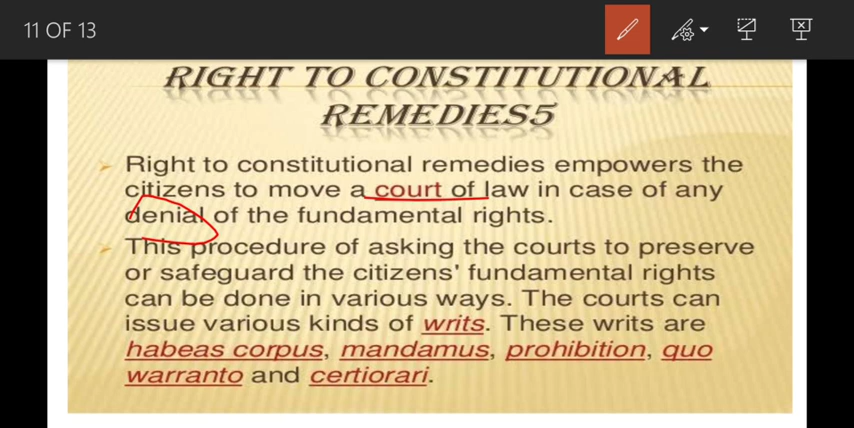 11 OF 13
RIGHT TO CONSTITUTIONAL
REMEDIES5
Right to constitutional remedies empowers the
citizens to move a court of law in case of any
denial of the fundamental rights.
This procedure of asking the courts to preserve
or safeguard the citizens' fundamental rights
can be done in various ways. The courts can
issue various kinds of writs. These writs are
habeas corpus, mandamus, prohibition, quo
warranto and certiorari.